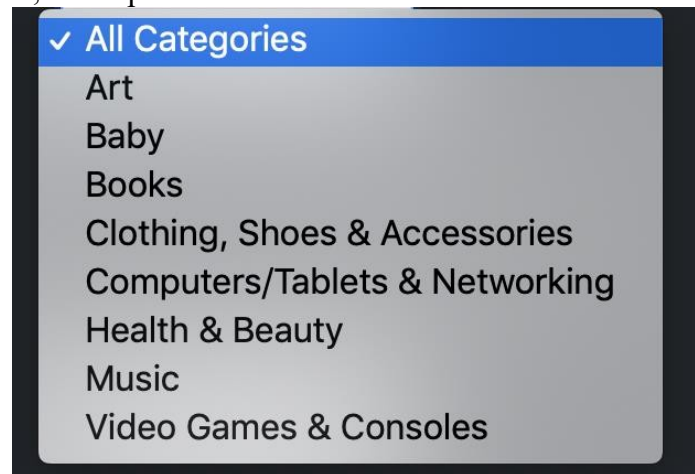 All Categories
Art
Baby
Books
Clothing, Shoes & Accessories
Computers/Tablets & Networking
Health & Beauty
Music
Video Games & Consoles